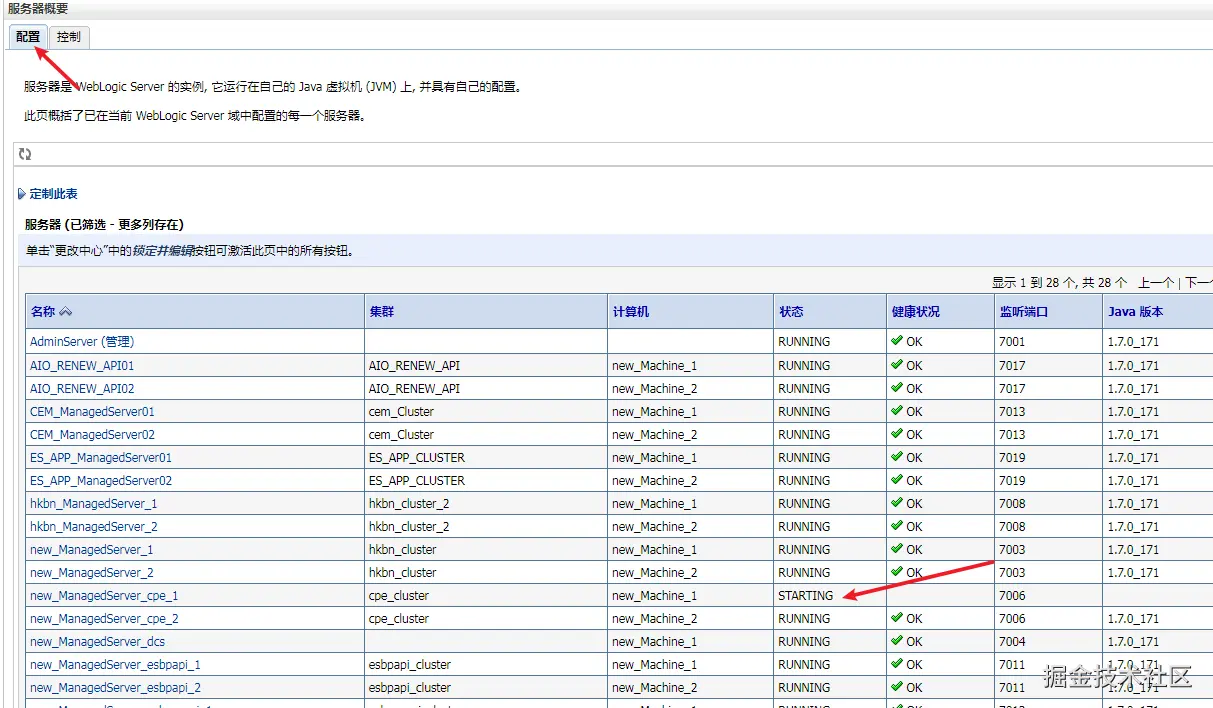 服务器概要
配置 控制
服务器是 WebLogic Server 的实例, 它运行在自己的 Java 虚拟机 (JVM) 上, 并具有自己的配置。
此页概括了已在当前 WebLogic Server 域中配置的每一个服务器。
定制此表
服务器 (已筛选 - 更多列存在)
单击“更改中心”中的锁定并编辑按钮可激活此页中的所有按钮。
显示 1 到 28 个, 共 28 个 上一个 | 下一个
名称 集群 计算机 状态 健康状况 监听端口 Java 版本
AdminServer (管理) RUNNING OK 7001 1.7.0_171
AIO_RENEW_API01 AIO_RENEW_API new_Machine_1 RUNNING OK 7017 1.7.0_171
AIO_RENEW_API02 AIO_RENEW_API new_Machine_2 RUNNING OK 7017 1.7.0_171
CEM_ManagedServer01 cem_Cluster new_Machine_1 RUNNING OK 7013 1.7.0_171
CEM_ManagedServer02 cem_Cluster new_Machine_2 RUNNING OK 7013 1.7.0_171
ES_APP_ManagedServer01 ES_APP_CLUSTER new_Machine_1 RUNNING OK 7019 1.7.0_171
ES_APP_ManagedServer02 ES_APP_CLUSTER new_Machine_2 RUNNING OK 7019 1.7.0_171
hkbn_ManagedServer_1 hkbn_cluster_2 new_Machine_1 RUNNING OK 7008 1.7.0_171
hkbn_ManagedServer_2 hkbn_cluster_2 new_Machine_2 RUNNING OK 7008 1.7.0_171
new_ManagedServer_1 hkbn_cluster new_Machine_1 RUNNING OK 7003 1.7.0_171
new_ManagedServer_2 hkbn_cluster new_Machine_2 RUNNING OK 7003 1.7.0_171
new_ManagedServer_cpe_1 cpe_cluster new_Machine_1 STARTING 7006
new_ManagedServer_cpe_2 cpe_cluster new_Machine_2 RUNNING OK 7006 1.7.0_171
new_ManagedServer_dcs new_Machine_1 RUNNING OK 7004 1.7.0_171
new_ManagedServer_esbpapi_1 esbpapi_cluster new_Machine_1 RUNNING OK 7011 1.7.0_171
new_ManagedServer_esbpapi_2 esbpapi_cluster new_Machine_2 RUNNING OK 7011 1.7.0_171
掘金技术社区